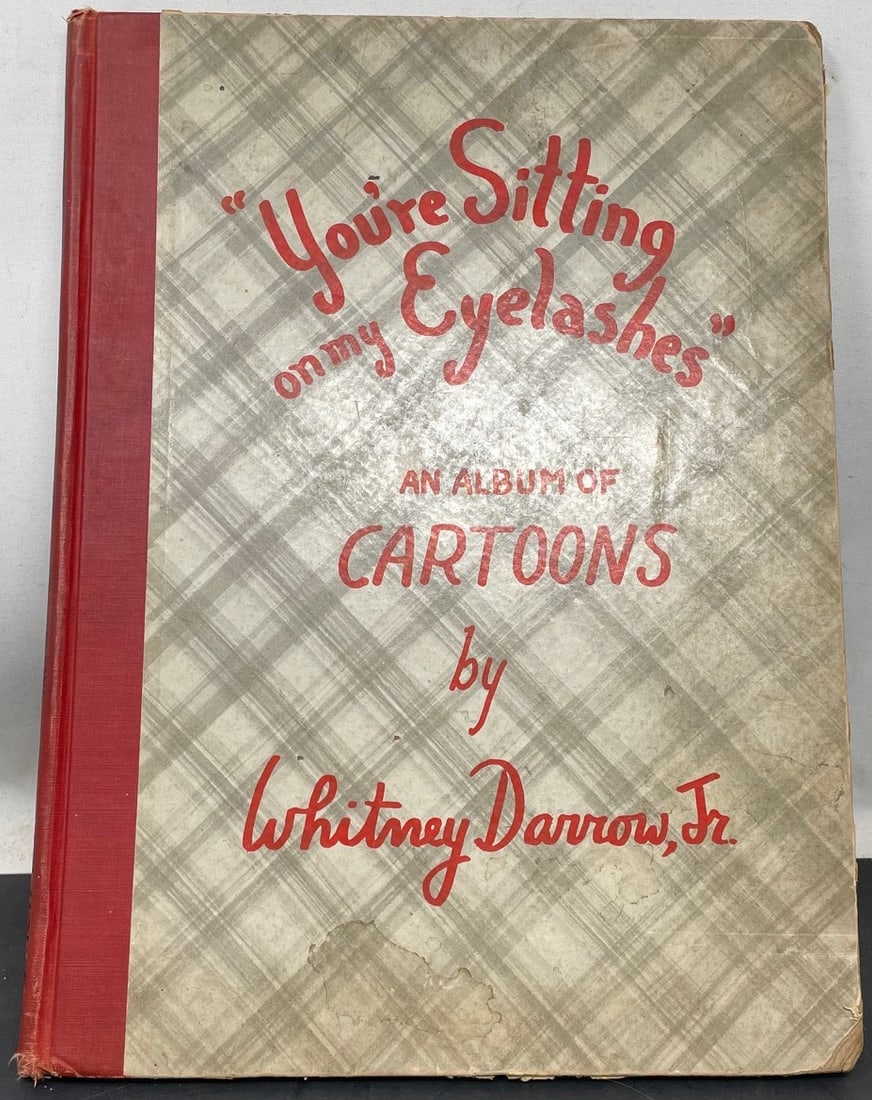 "You're Sitting
on my Eyelashes"
AN ALBUM OF
CARTOONS
by
Whitney Darrow, Jr.